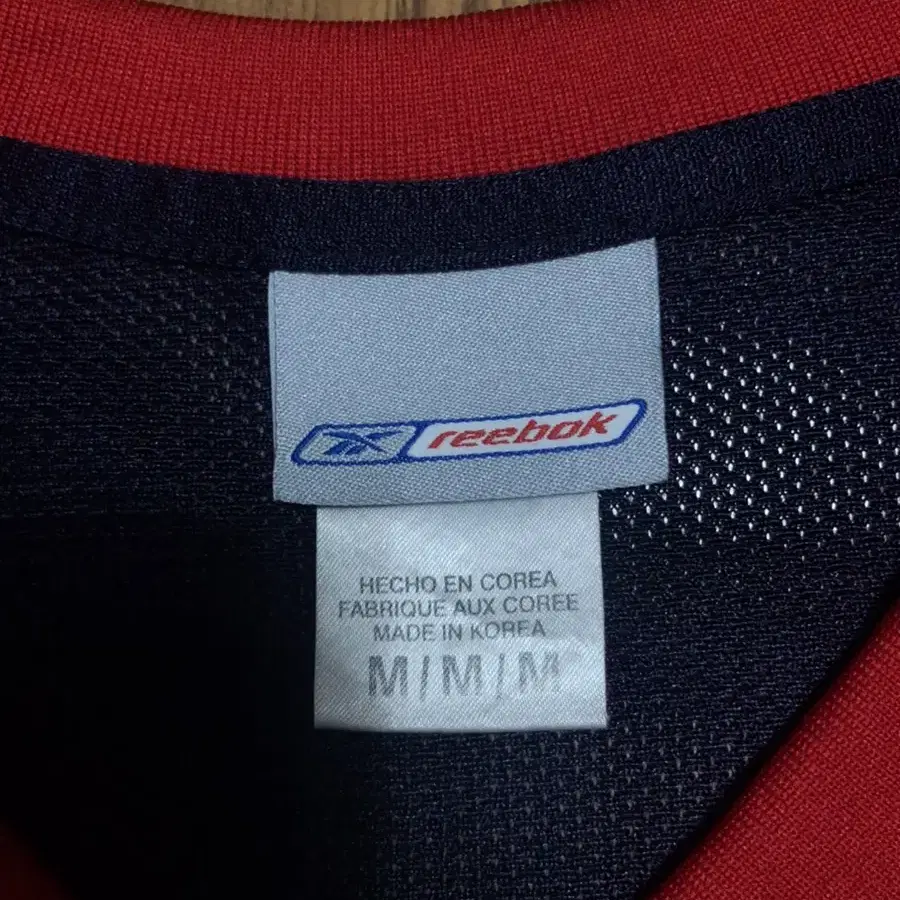 reebok
HECHO EN COREA
FABRIQUE AUX COREE
MADE IN KOREA
M/M/M